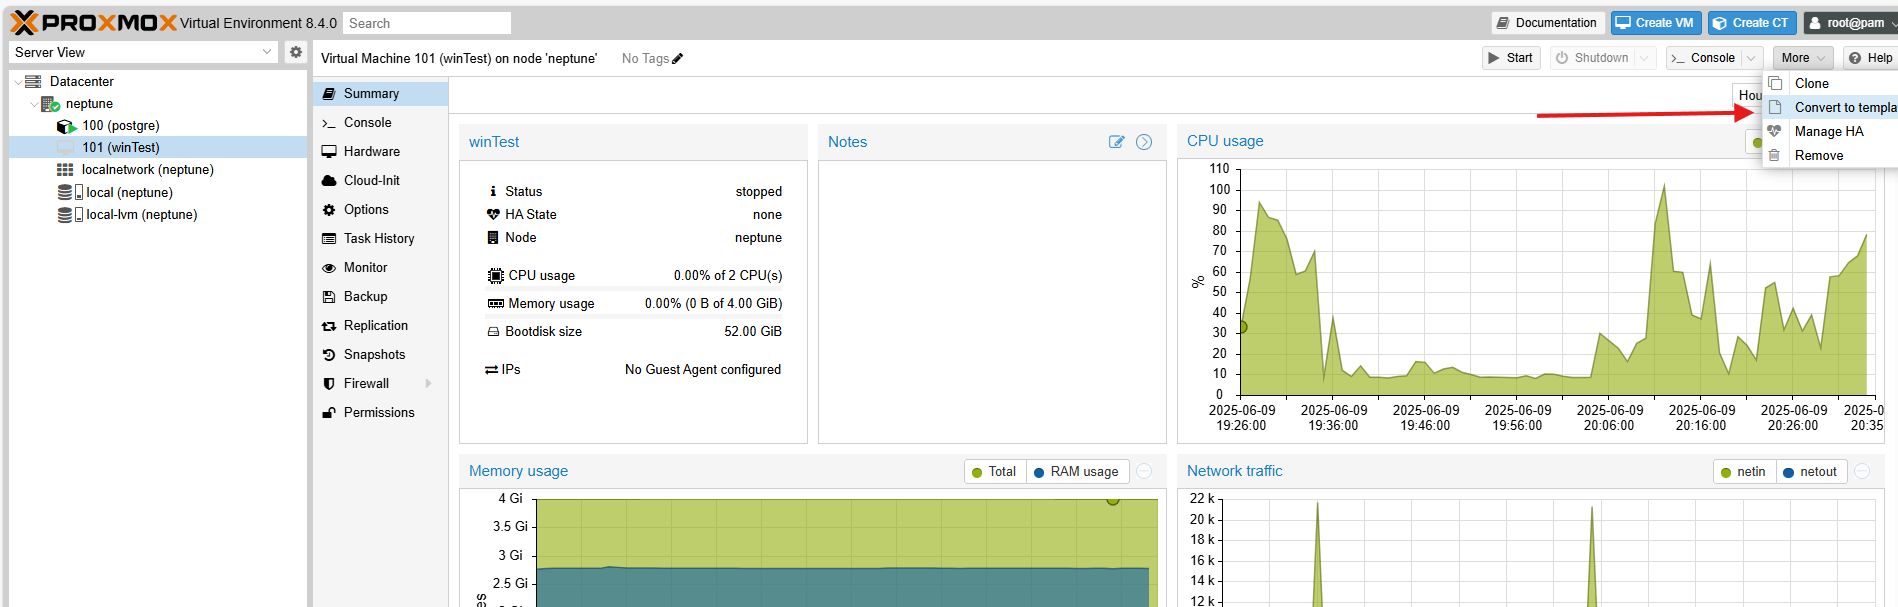 PROXMOX Virtual Environment 8.4.0 Search Documentation Create VM Create CT root@pam
Server View
Virtual Machine 101 (winTest) on node 'neptune' No Tags Start Shutdown Console More Help
Datacenter
neptune
100 (postgre)
101 (winTest)
localnetwork (neptune)
local (neptune)
local-lvm (neptune)
Summary
Console
Hardware
Cloud-Init
Options
Task History
Monitor
Backup
Replication
Snapshots
Firewall
Permissions
Hou
Clone
Convert to templa
Manage HA
Remove
winTest
Status stopped
HA State none
Node neptune
CPU usage 0.00% of 2 CPU(s)
Memory usage 0.00% (0 B of 4.00 GiB)
Bootdisk size 52.00 GiB
IPs No Guest Agent configured
Notes
CPU usage
110
100
90
80
70
60
50
40
30
20
10
0
%
2025-06-09 2025-06-09 2025-06-09 2025-06-09 2025-06-09 2025-06-09 2025-06-09 2025-0
19:26:00 19:36:00 19:46:00 19:56:00 20:06:00 20:16:00 20:26:00 20:35
Memory usage Total RAM usage
4 Gi
3.5 Gi
3 Gi
2.5 Gi
es
Network traffic netin netout
22 k
20 k
18 k
16 k
14 k
12 k